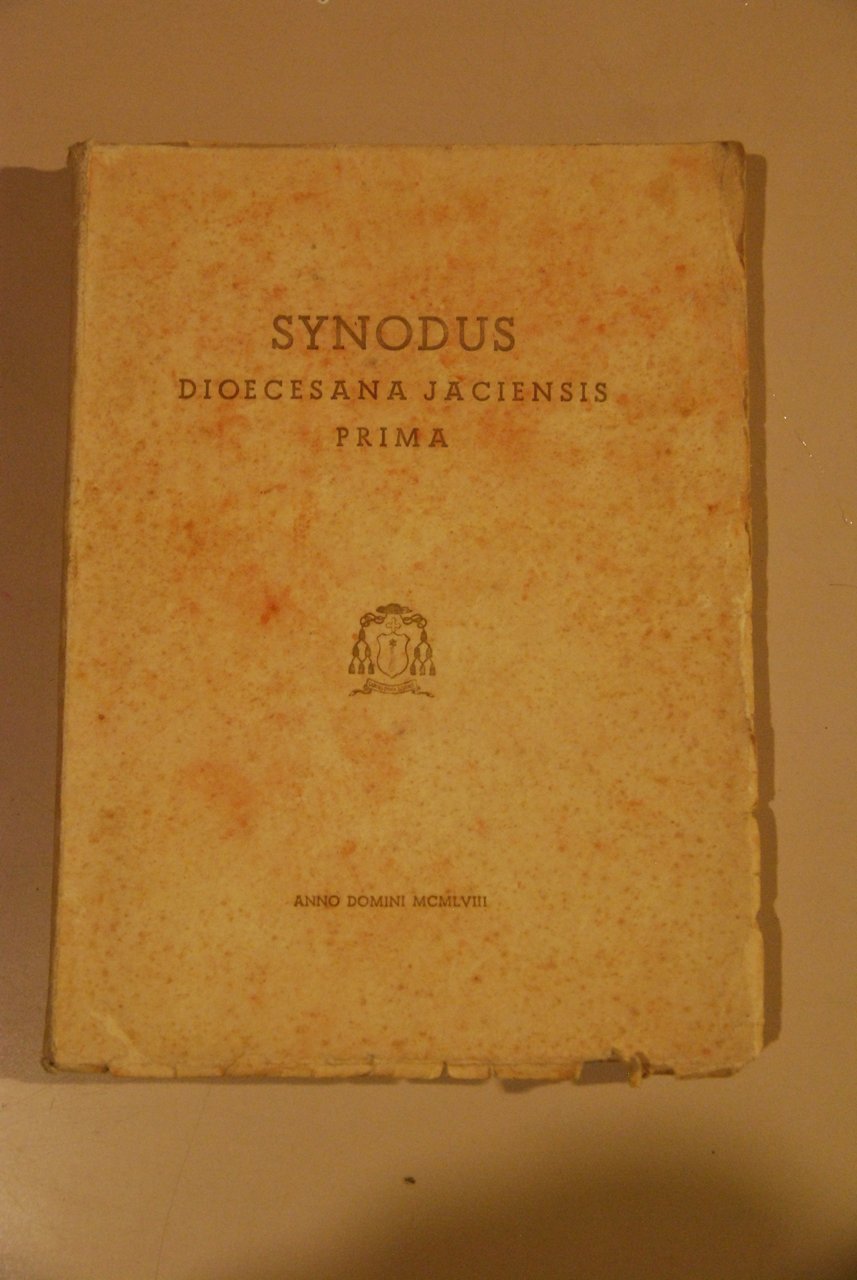 SYNODUS
DIOECESANA JACIENSIS
PRIMA
ANNO DOMINI MCMLVIII